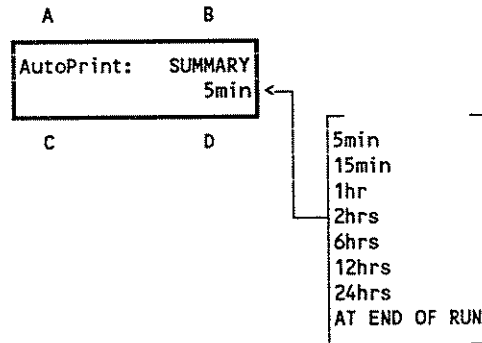 A B
AutoPrint: SUMMARY
5min
C D
5min
15min
1hr
2hrs
6hrs
12hrs
24hrs
AT END OF RUN